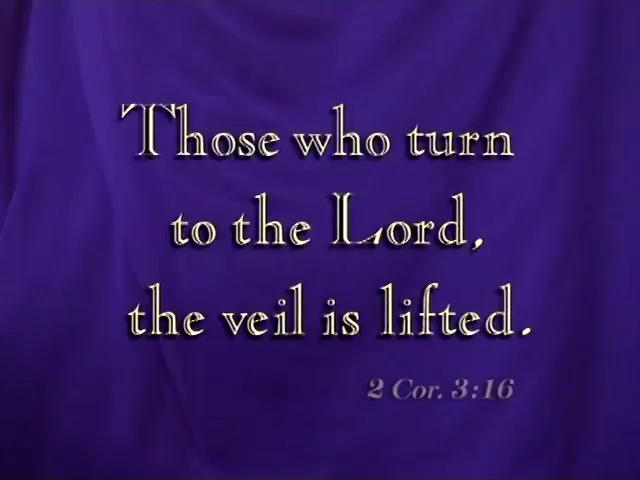 Those who turn
to the Lord,
the veil is lifted.
2 Cor. 3:16